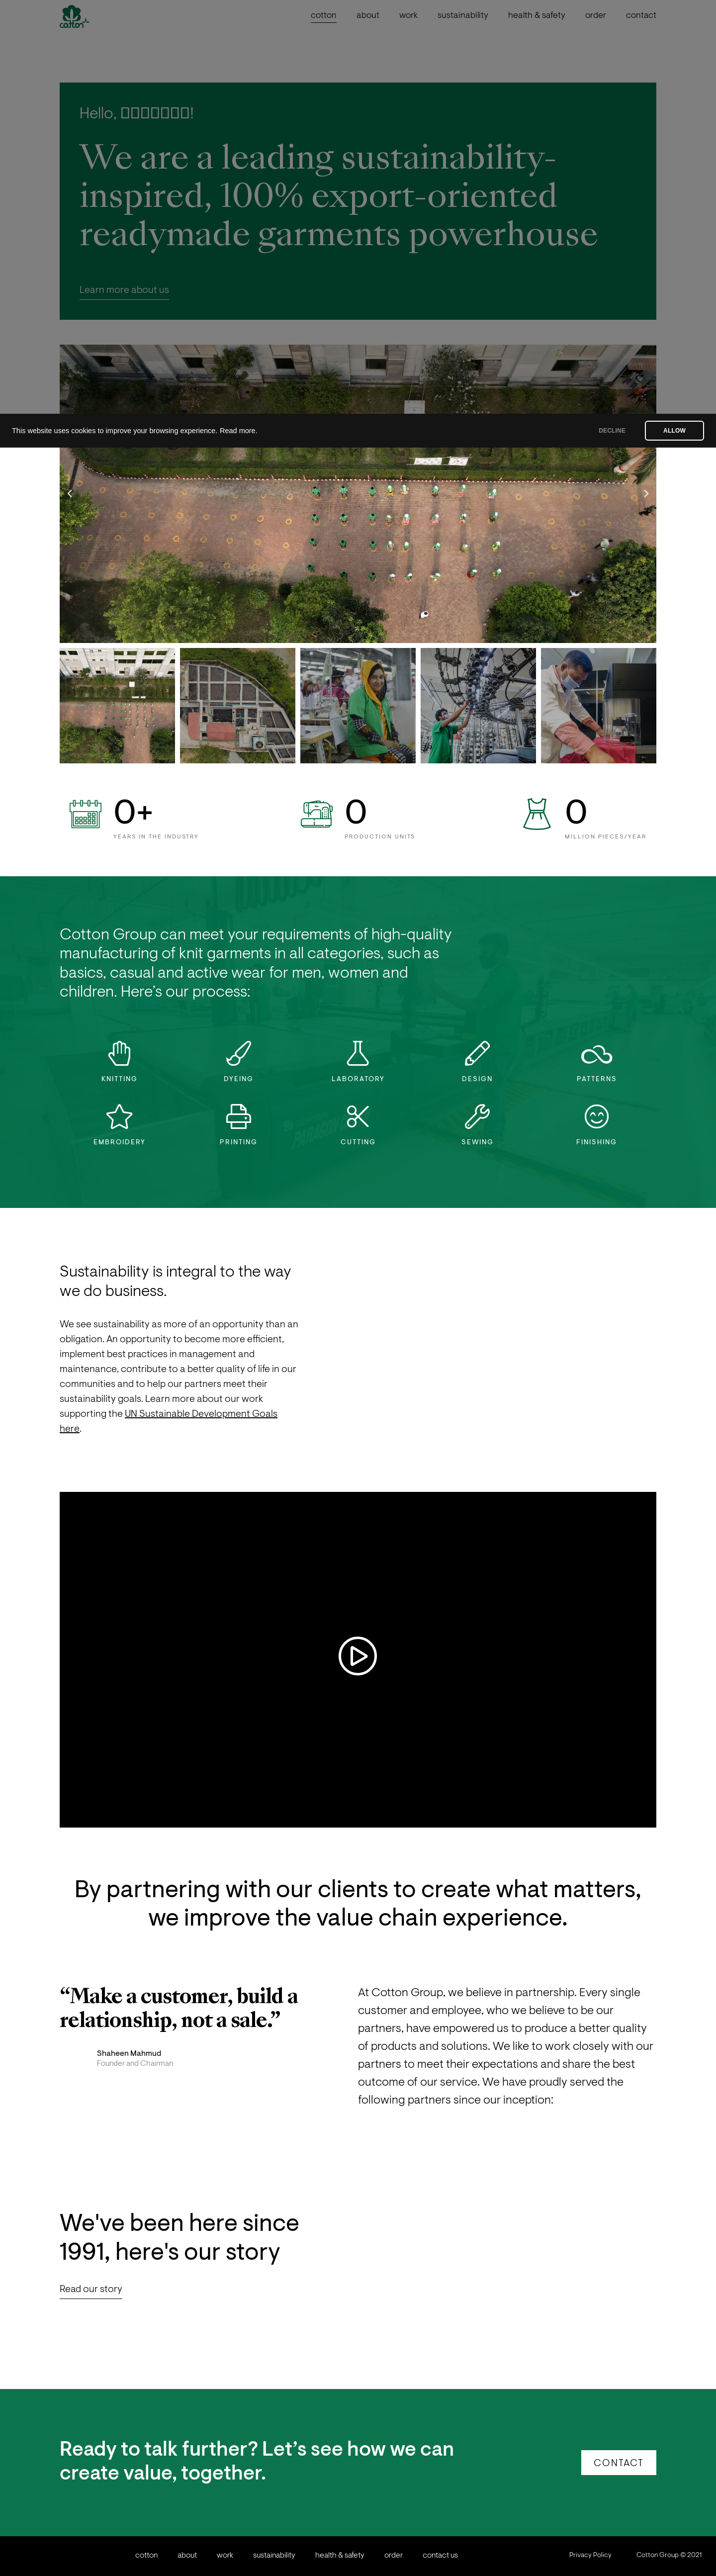 cotton
cotton about work sustainability health & safety order contact
Hello, !
We are a leading sustainability-
inspired, 100% export-oriented
readymade garments powerhouse
Learn more about us
This website uses cookies to improve your browsing experience. Read more.
DECLINE
ALLOW
0+
YEARS IN THE INDUSTRY
0
PRODUCTION UNITS
0
MILLION PIECES/YEAR
Cotton Group can meet your requirements of high-quality
manufacturing of knit garments in all categories, such as
basics, casual and active wear for men, women and
children. Here’s our process:
KNITTING
DYEING
LABORATORY
DESIGN
PATTERNS
EMBROIDERY
PRINTING
CUTTING
SEWING
FINISHING
Sustainability is integral to the way
we do business.
We see sustainability as more of an opportunity than an
obligation. An opportunity to become more efficient,
implement best practices in management and
maintenance, contribute to a better quality of life in our
communities and to help our partners meet their
sustainability goals. Learn more about our work
supporting the UN Sustainable Development Goals
here.
By partnering with our clients to create what matters,
we improve the value chain experience.
“Make a customer, build a
relationship, not a sale.”
Shaheen Mahmud
Founder and Chairman
At Cotton Group, we believe in partnership. Every single
customer and employee, who we believe to be our
partners, have empowered us to produce a better quality
of products and solutions. We like to work closely with our
partners to meet their expectations and share the best
outcome of our service. We have proudly served the
following partners since our inception:
We've been here since
1991, here's our story
Read our story
Ready to talk further? Let’s see how we can
create value, together.
CONTACT
cotton about work sustainability health & safety order contact us
Privacy Policy
Cotton Group © 2021